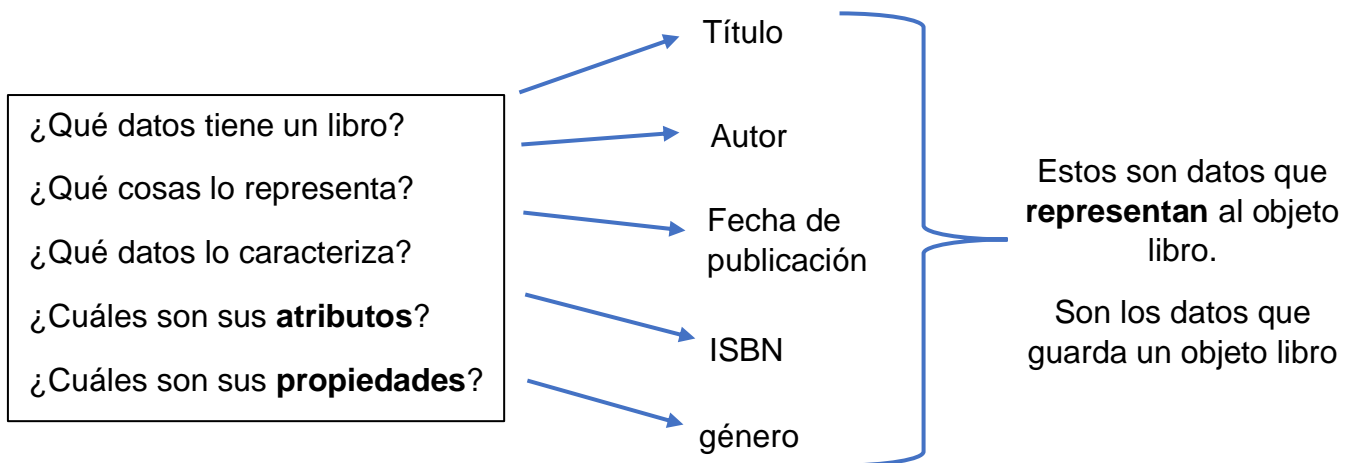 ¿Qué datos tiene un libro?
¿Qué cosas lo representa?
¿Qué datos lo caracteriza?
¿Cuáles son sus atributos?
¿Cuáles son sus propiedades?
Título
Autor
Fecha de
publicación
ISBN
género
Estos son datos que
representan al objeto
libro.
Son los datos que
guarda un objeto libro